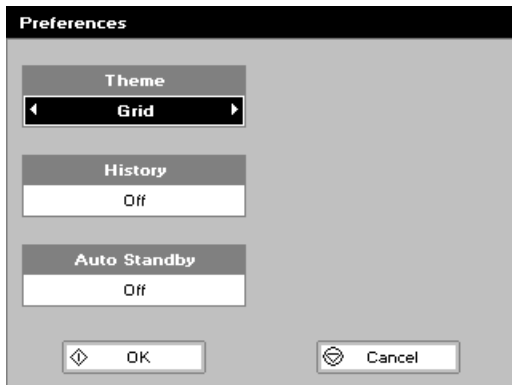 Preferences
Theme
Grid
History
Off
Auto Standby
Off
OK
Cancel